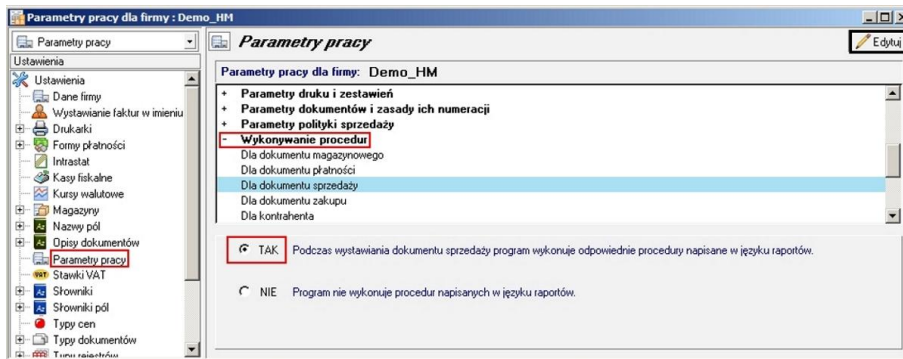 Parametry pracy dla firmy : Demo_HM
Parametry pracy
Ustawienia
Ustawienia
Dane firmy
Wystawianie faktur w imieniu
Drukarki
Formy płatności
Intrastat
Kasy fiskalne
Kursy walutowe
Magazyny
Nazwy pól
Opisy dokumentów
Parametry pracy
Stawki VAT
Słowniki
Słowniki pól
Typy cen
Typy dokumentów
Typy rejestrów
Parametry pracy
Edytuj
Parametry pracy dla firmy: Demo_HM
+ Parametry druku i zestawień
+ Parametry dokumentów i zasady ich numeracji
+ Parametry polityki sprzedaży
- Wykonywanie procedur
Dla dokumentu magazynowego
Dla dokumentu płatności
Dla dokumentu sprzedaży
Dla dokumentu zakupu
Dla kontrahenta
TAK Podczas wystawiania dokumentu sprzedaży program wykonuje odpowiednie procedury napisane w języku raportów.
NIE Program nie wykonuje procedur napisanych w języku raportów.